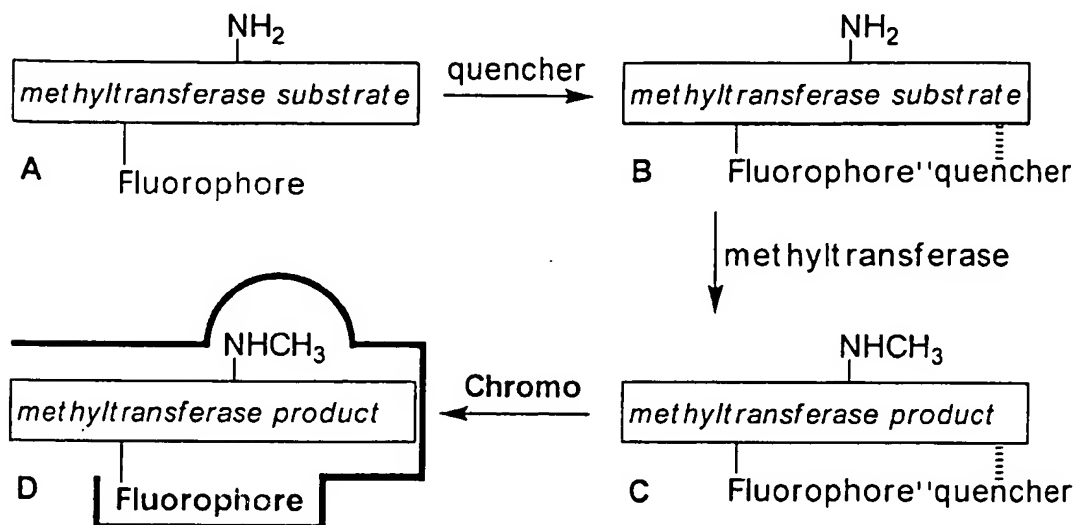 NH₂
quencher
NH₂
methyltransferase substrate
methyltransferase substrate
A
Fluorophore
B
Fluorophore''quencher
methyltransferase
NHCH₃
Chromo
NHCH₃
methyltransferase product
methyltransferase product
D
Fluorophore
C
Fluorophore''quencher